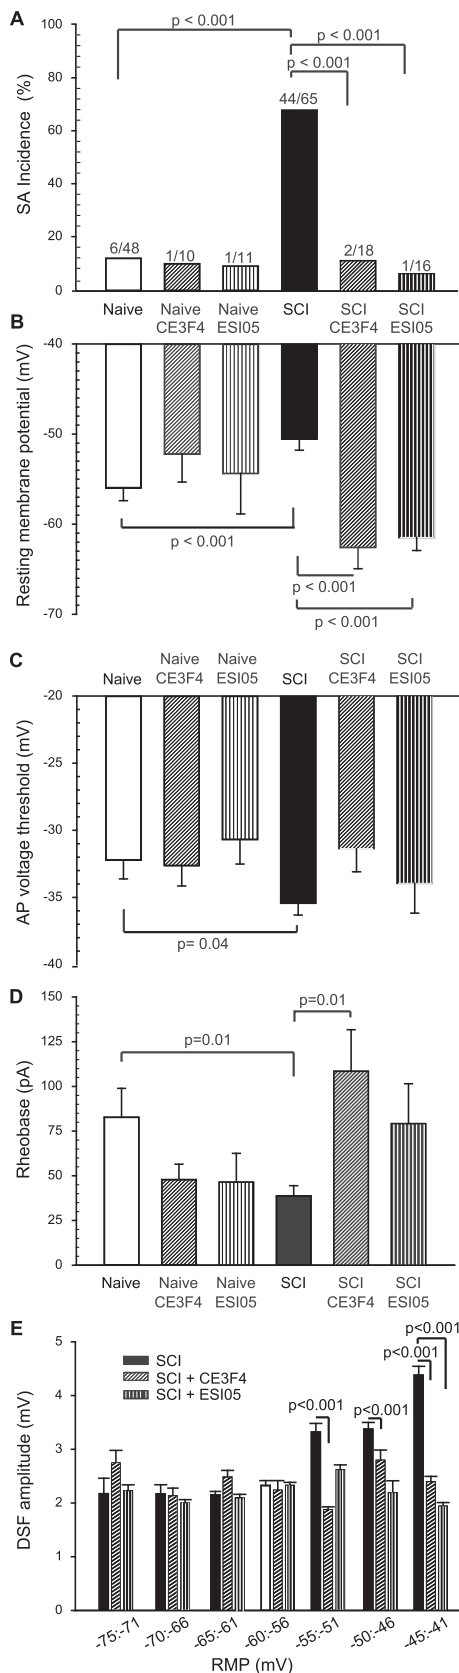 A
p < 0.001
p < 0.001
p < 0.001
SA Incidence (%)
100
80
60
40
20
0
6/48
1/10
1/11
44/65
2/18
1/16
Naive
Naive CE3F4
Naive ESI05
SCI
SCI CE3F4
SCI ESI05
B
Resting membrane potential (mV)
-40
-50
-60
-70
p < 0.001
p < 0.001
p < 0.001
C
Naive
Naive CE3F4
Naive ESI05
SCI
SCI CE3F4
SCI ESI05
AP voltage threshold (mV)
-20
-25
-30
-35
-40
p= 0.04
D
Rheobase (pA)
150
125
100
75
50
25
0
p=0.01
p=0.01
Naive
Naive CE3F4
Naive ESI05
SCI
SCI CE3F4
SCI ESI05
E
DSF amplitude (mV)
5
4
3
2
1
0
SCI
SCI + CE3F4
SCI + ESI05
p<0.001
p<0.001
p<0.001
p<0.001
-75:-71
-70:-66
-65:-61
-60:-56
-55:-51
-50:-46
-45:-41
RMP (mV)